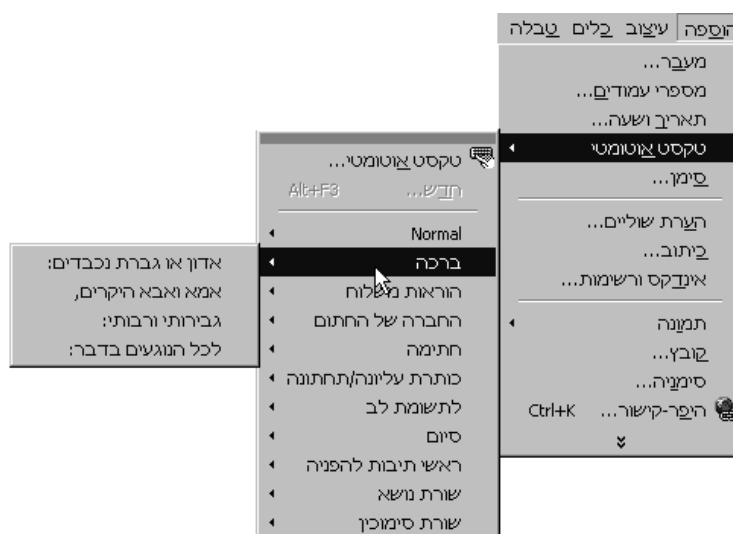 הוספה עיצוב כלים טבלה
מעבר...
מספרי עמודים...
תאריך ושעה...
טקסט אוטומטי
סימן...
הערת שוליים...
כיתוב...
אינדקס ורשימות...
תמונה
קובץ...
סימניה...
היפר-קישור... Ctrl+K
טקסט אוטומטי...
חדש... Alt+F3
Normal
ברכה
הוראות משלוח
החברה של החתום
חתימה
כותרת עליונה/תחתונה
לתשומת לב
סיום
ראשי תיבות להפניה
שורת נושא
שורת סימוכין
אדון או גברת נכבדים:
אמא ואבא היקרים,
גבירותי ורבותי:
לכל הנוגעים בדבר: